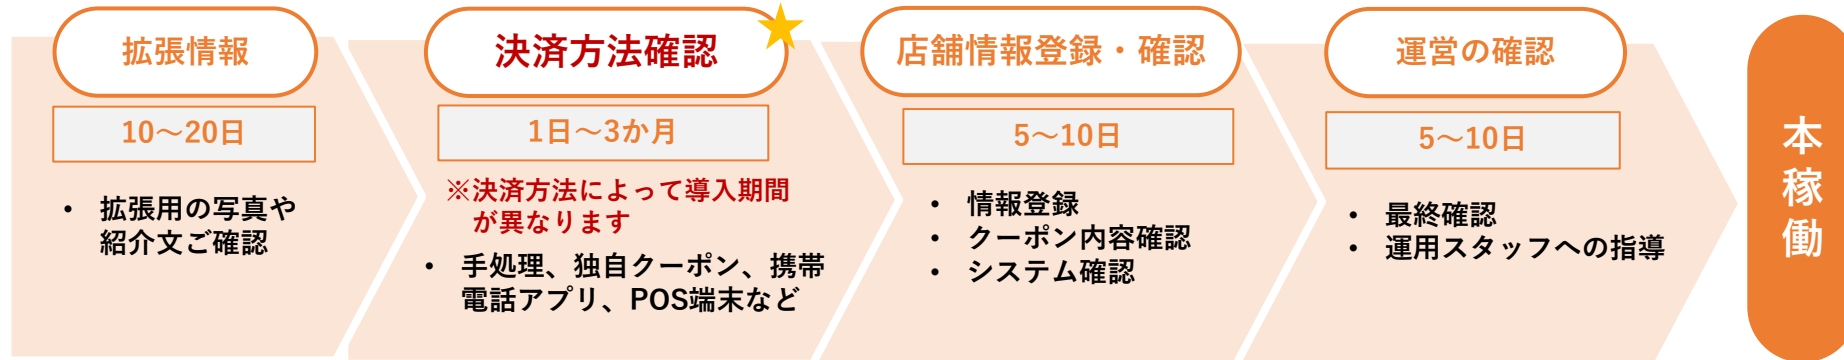 拡張情報
10～20日
• 拡張用の写真や
紹介文ご確認
決済方法確認
1日～3か月
※決済方法によって導入期間
が異なります
• 手処理、独自クーポン、携帯
電話アプリ、POS端末など
店舗情報登録・確認
5～10日
• 情報登録
• クーポン内容確認
• システム確認
運営の確認
5～10日
• 最終確認
• 運用スタッフへの指導
本稼働